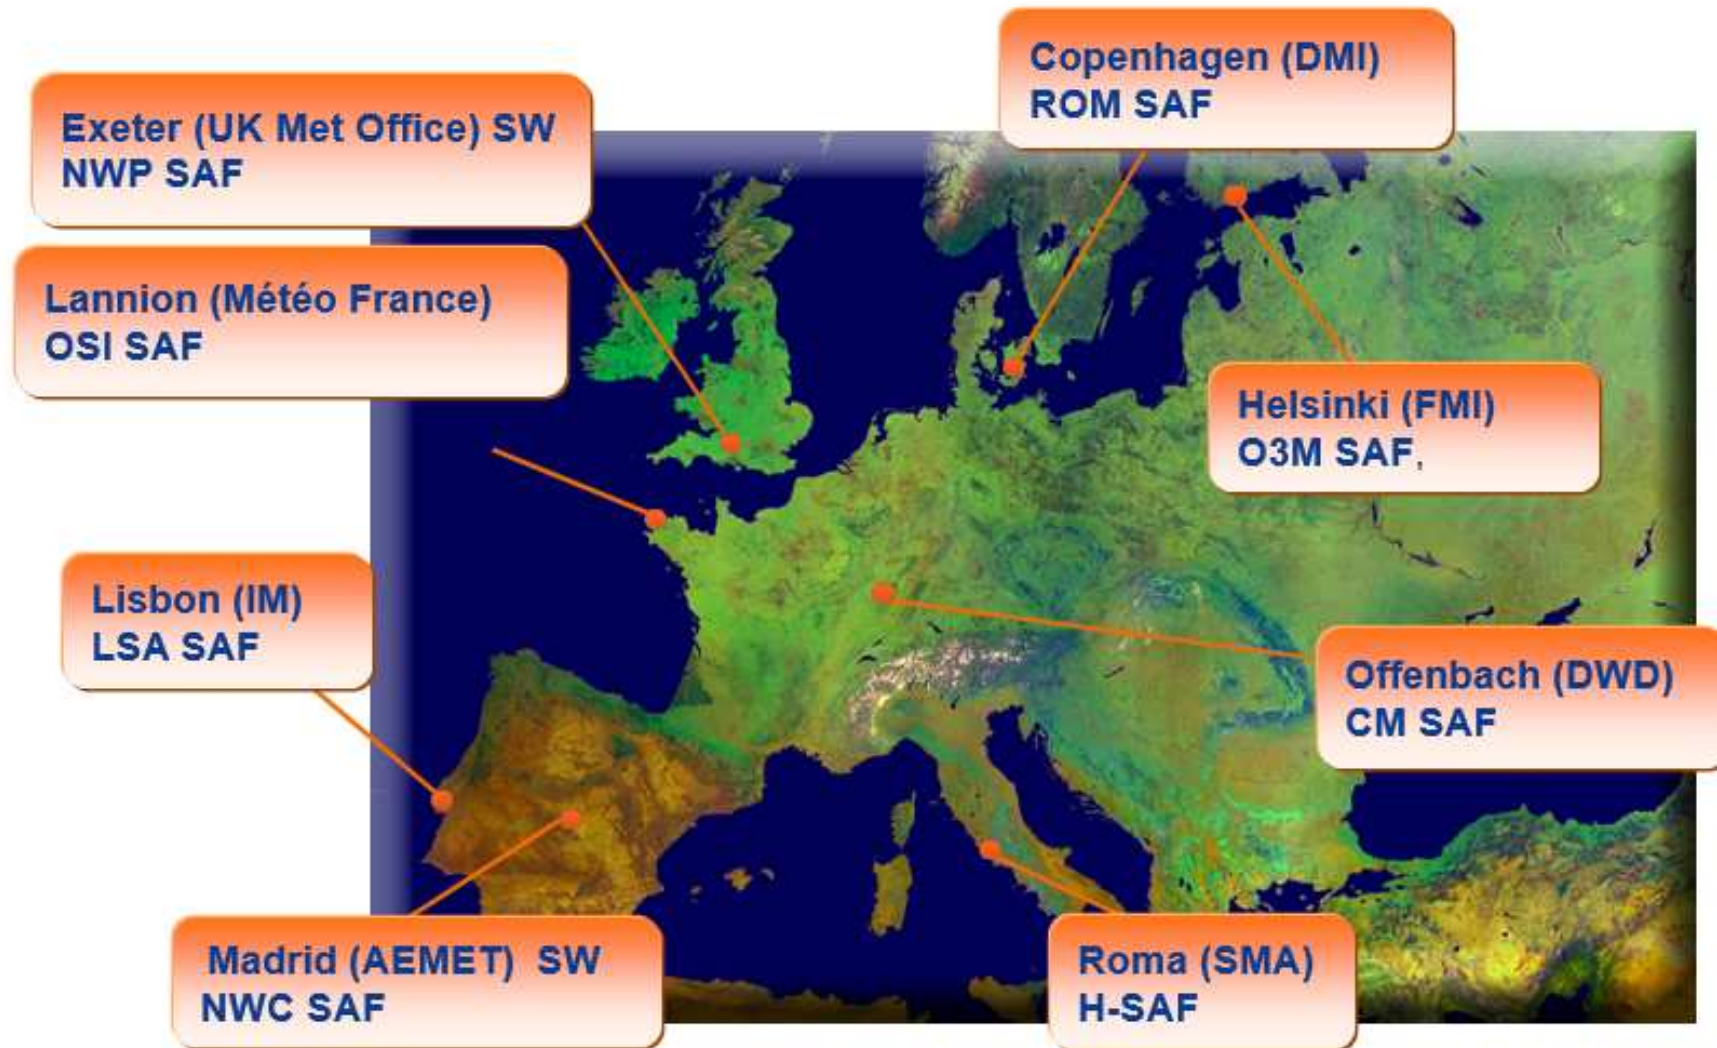 Copenhagen (DMI)
ROM SAF
Exeter (UK Met Office) SW
NWP SAF
Lannion (Météo France)
OSI SAF
Helsinki (FMI)
O3M SAF,
Lisbon (IM)
LSA SAF
Offenbach (DWD)
CM SAF
Madrid (AEMET) SW
NWC SAF
Roma (SMA)
H-SAF